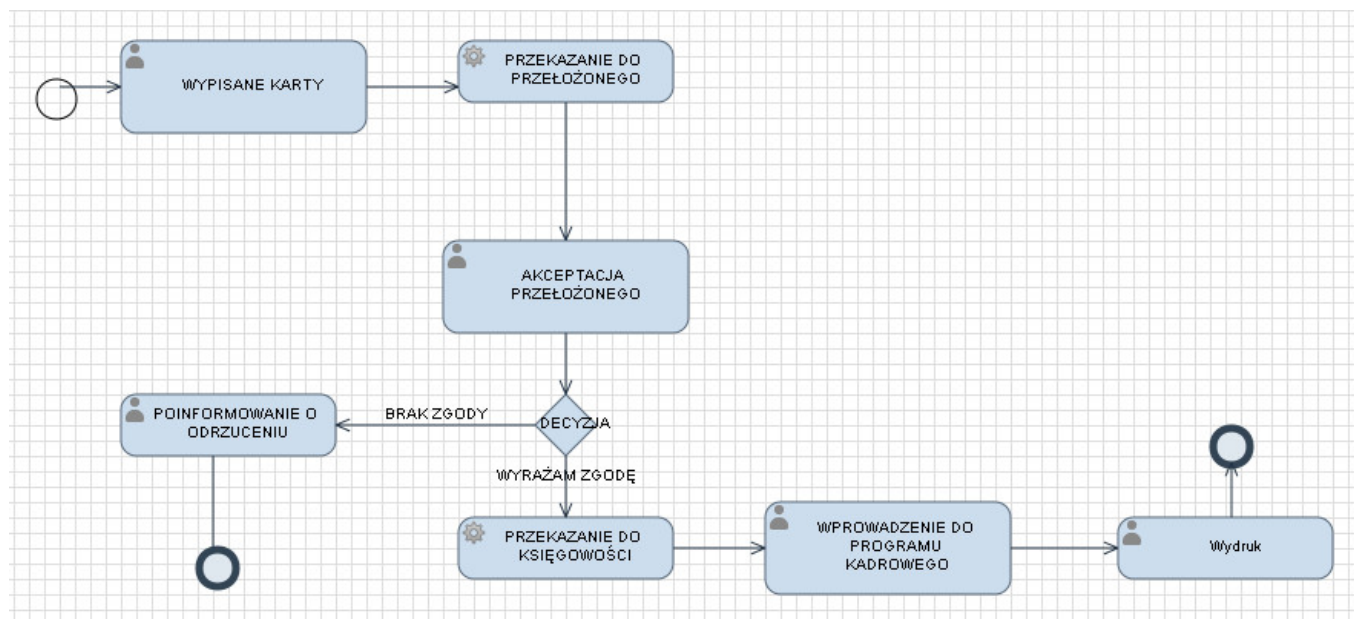 WYPISANE KARTY
PRZEKAZANIE DO
PRZEŁOŻONEGO
AKCEPTACJA
PRZEŁOŻONEGO
DECYZJA
BRAK ZGODY
POINFORMOWANIE O
ODRZUCENIU
WYRAŻAM ZGODĘ
PRZEKAZANIE DO
KSIĘGOWOŚCI
WPROWADZENIE DO
PROGRAMU
KADROWEGO
Wydruk